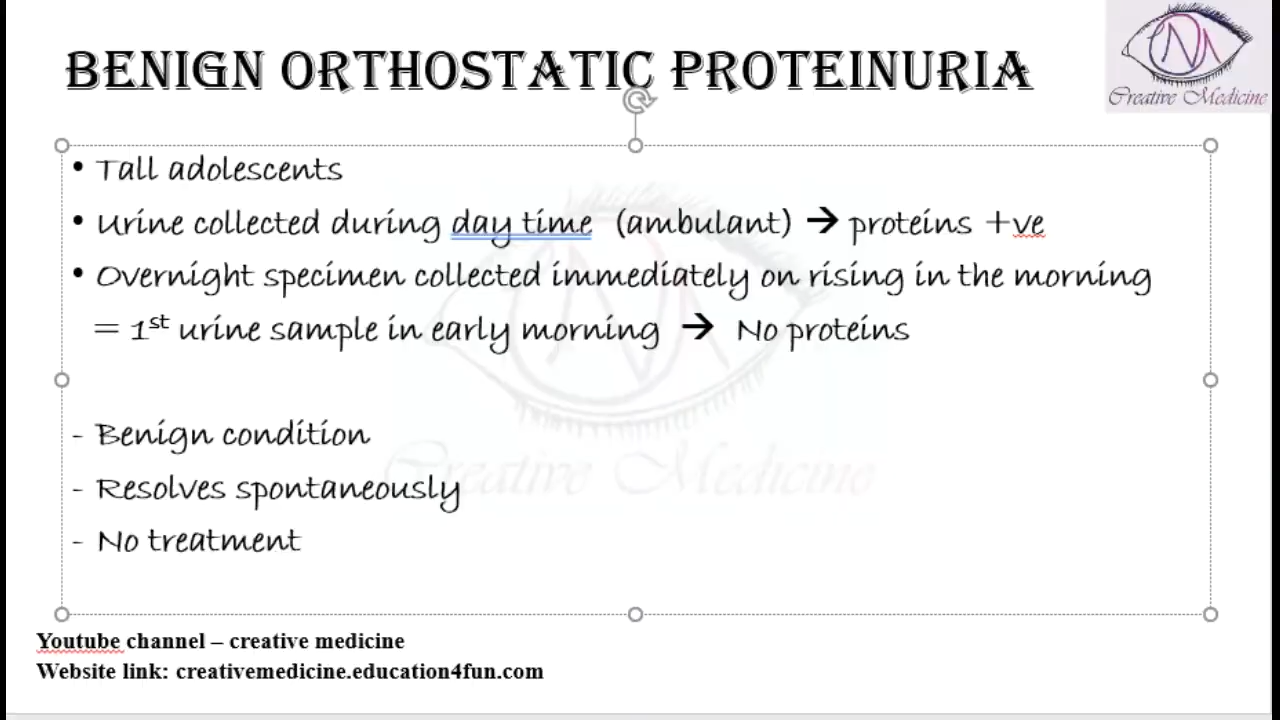 BENIGN ORTHOSTATIC PROTEINURIA
Creative Medicine
• Tall adolescents
• Urine collected during day time (ambulant) → proteins +ve
• Overnight specimen collected immediately on rising in the morning
= 1st urine sample in early morning → No proteins
Creative Medicine
- Benign condition
- Resolves spontaneously
- No treatment
Youtube channel – creative medicine
Website link: creativemedicine.education4fun.com